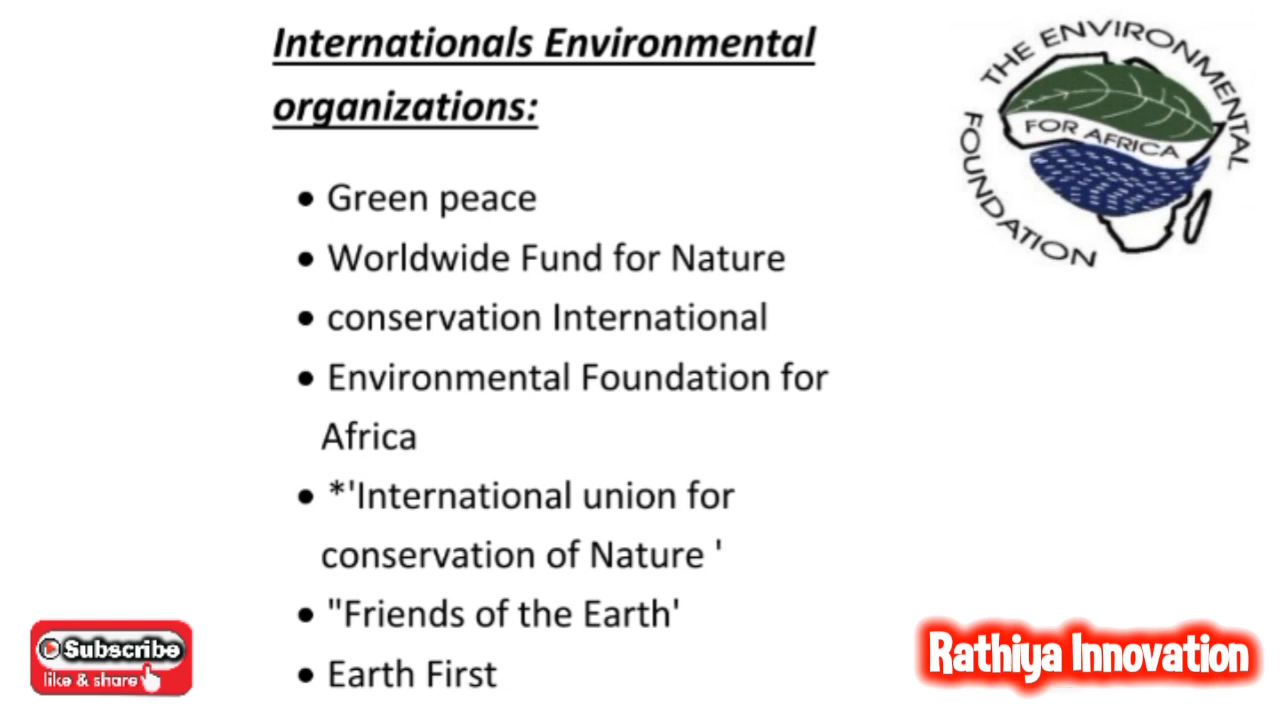 Internationals Environmental
organizations:
• Green peace
• Worldwide Fund for Nature
• conservation International
• Environmental Foundation for
Africa
• *'International union for
conservation of Nature '
• "Friends of the Earth'
• Earth First
THE ENVIRONMENTAL
FOUNDATION
FOR AFRICA
Subscribe
like & share
Rathiya Innovation